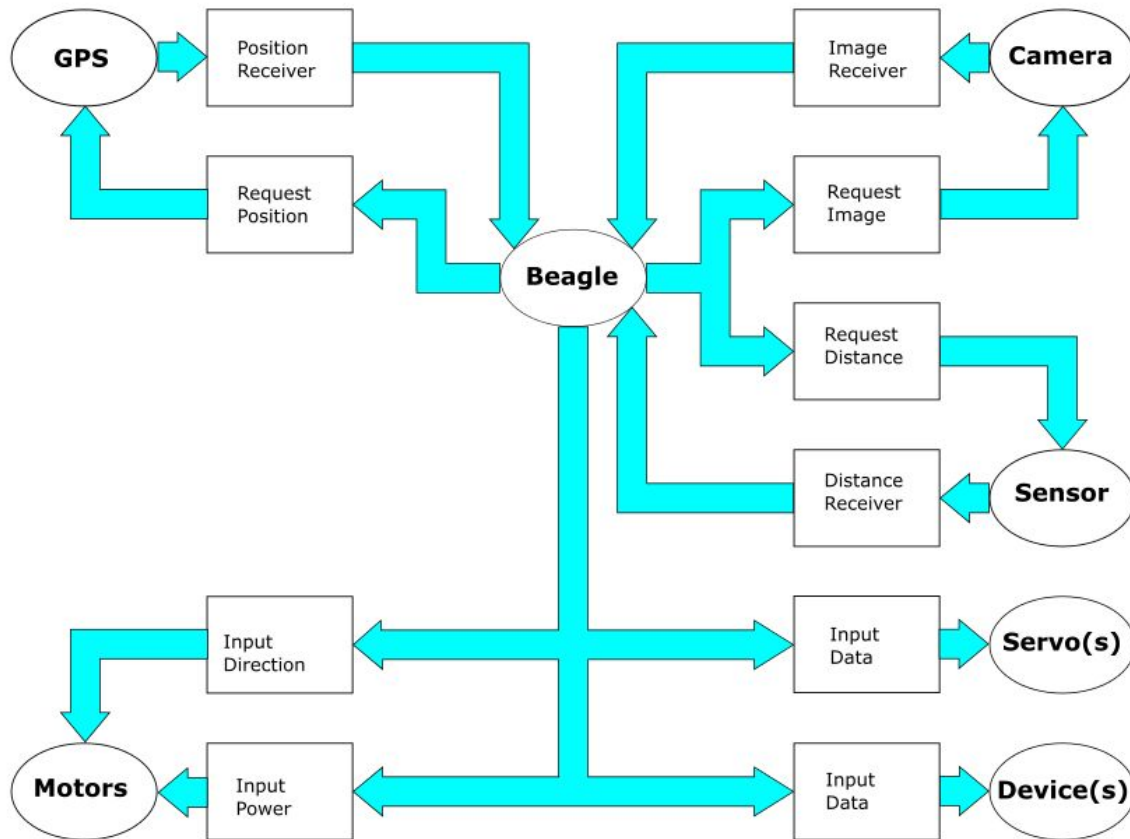 GPS
Position
Receiver
Image
Receiver
Camera
Request
Position
Request
Image
Beagle
Request
Distance
Distance
Receiver
Sensor
Input
Direction
Input
Data
Servo(s)
Motors
Input
Power
Input
Data
Device(s)